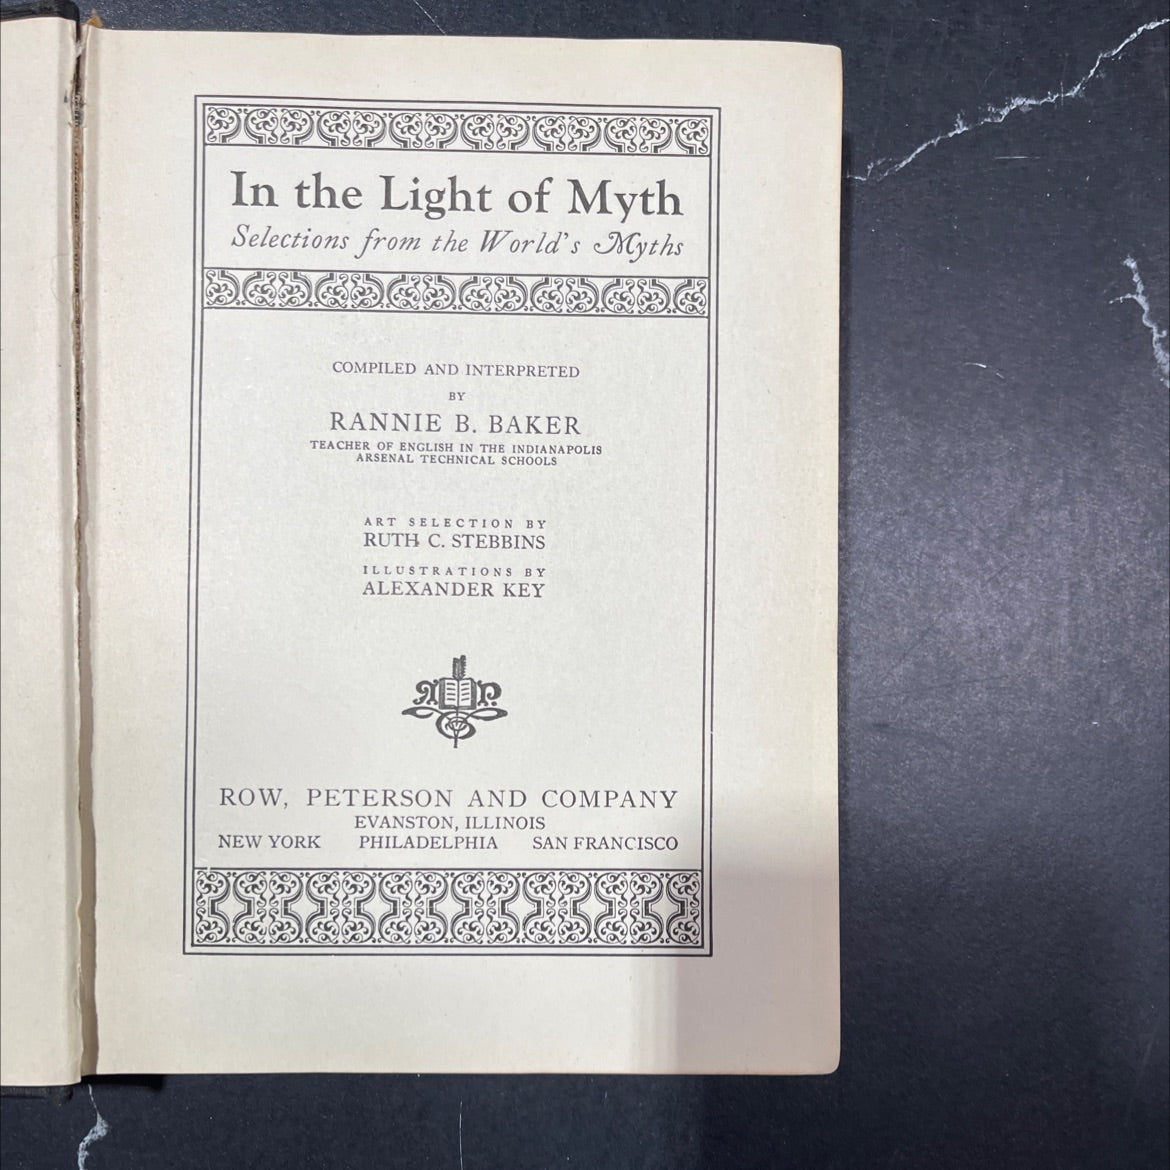 In the Light of Myth
Selections from the World's Myths
COMPILED AND INTERPRETED
BY
RANNIE B. BAKER
TEACHER OF ENGLISH IN THE INDIANAPOLIS
ARSENAL TECHNICAL SCHOOLS
ART SELECTION BY
RUTH C. STEBBINS
ILLUSTRATIONS BY
ALEXANDER KEY
R P.
ROW, PETERSON AND COMPANY
EVANSTON, ILLINOIS
NEW YORK PHILADELPHIA SAN FRANCISCO